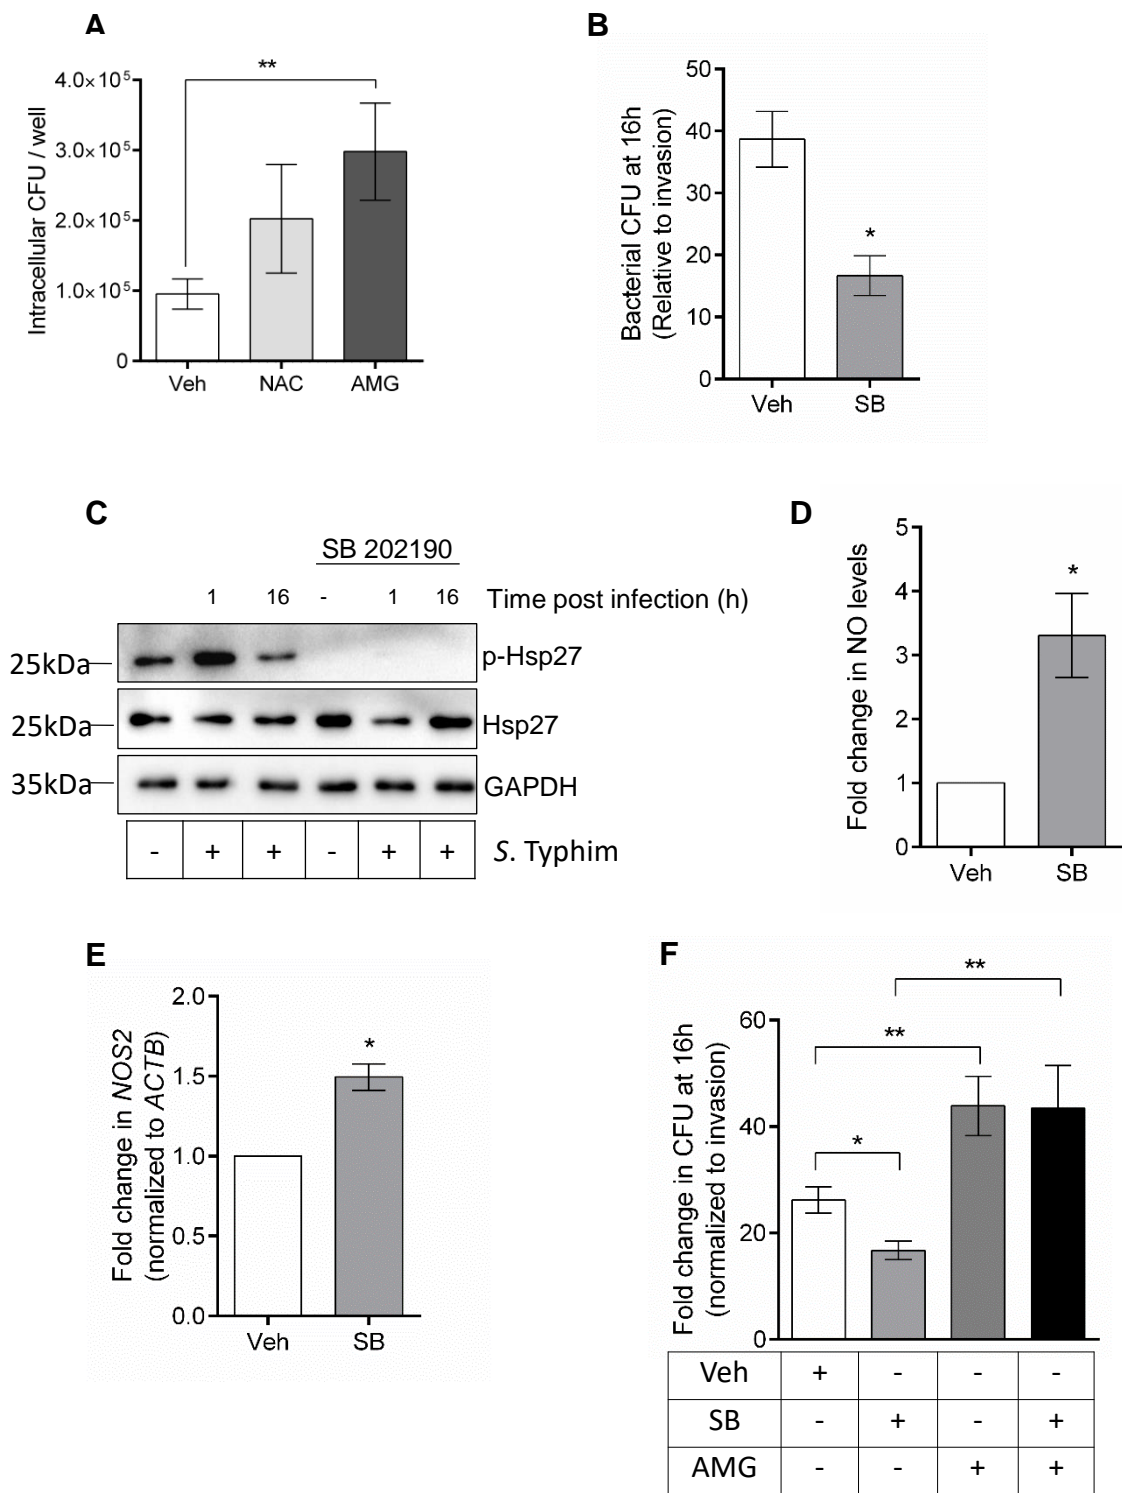 A
**
4.0×10⁵
3.0×10⁵
2.0×10⁵
1.0×10⁵
0
Intracellular CFU / well
Veh NAC AMG
B
50
40
30
20
10
0
Bacterial CFU at 16h
(Relative to invasion)
*
Veh SB
C
SB 202190
1 16 - 1 16 Time post infection (h)
25kDa p-Hsp27
25kDa Hsp27
35kDa GAPDH
- + + - + + S. Typhim
D
5
4
3
2
1
0
Fold change in NO levels
*
Veh SB
E
2.0
1.5
1.0
0.5
0.0
Fold change in NOS2
(normalized to ACTB)
*
Veh SB
F
**
**
*
60
40
20
0
Fold change in CFU at 16h
(normalized to invasion)
Veh + - - -
SB - + - +
AMG - - + +